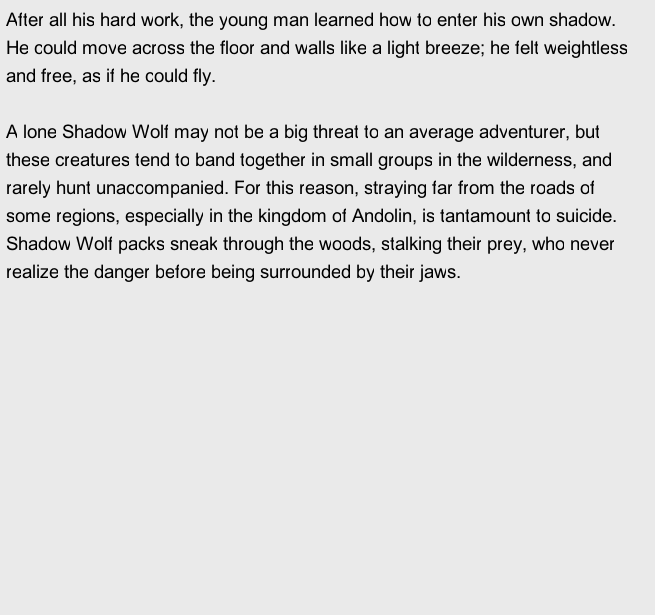 After all his hard work, the young man learned how to enter his own shadow.
He could move across the floor and walls like a light breeze; he felt weightless
and free, as if he could fly.

A lone Shadow Wolf may not be a big threat to an average adventurer, but
these creatures tend to band together in small groups in the wilderness, and
rarely hunt unaccompanied. For this reason, straying far from the roads of
some regions, especially in the kingdom of Andolin, is tantamount to suicide.
Shadow Wolf packs sneak through the woods, stalking their prey, who never
realize the danger before being surrounded by their jaws.